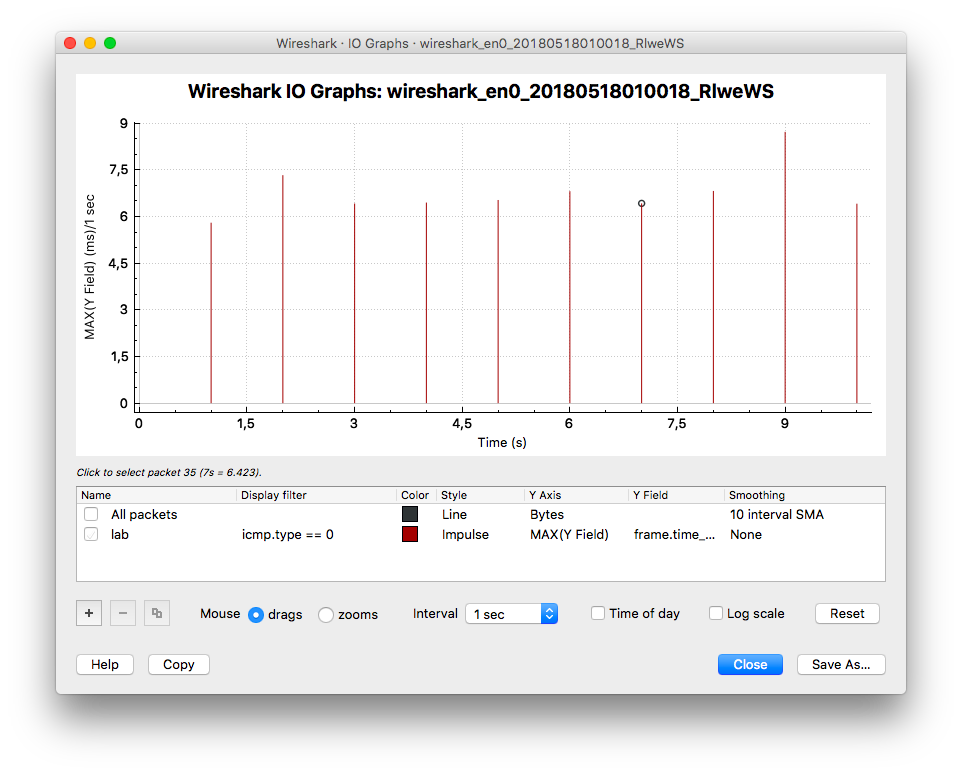 Wireshark · IO Graphs · wireshark_en0_20180518010018_RlweWS
Wireshark IO Graphs: wireshark_en0_20180518010018_RlweWS
MAX(Y Field) (ms)/1 sec
9
7,5
6
4,5
3
1,5
0
0 1,5 3 4,5 6 7,5 9
Time (s)
Click to select packet 35 (7s = 6.423).
Name Display filter Color Style Y Axis Y Field Smoothing
All packets Line Bytes 10 interval SMA
lab icmp.type == 0 Impulse MAX(Y Field) frame.time_... None
+ − Mouse drags zooms Interval 1 sec Time of day Log scale Reset
Help Copy Close Save As...